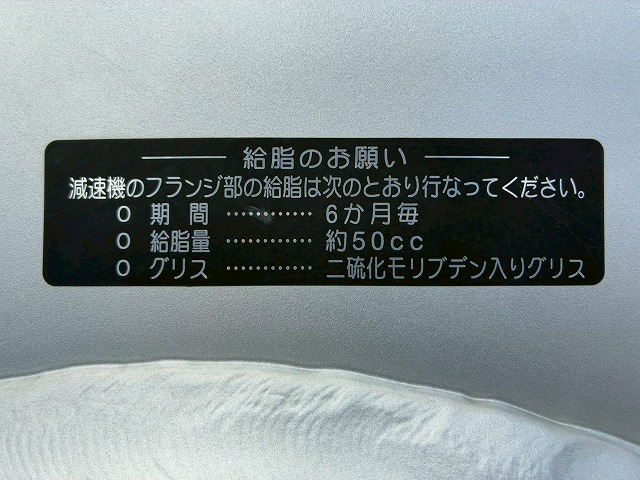 給脂のお願い
減速機のフランジ部の給脂は次のとおり行なってください。
O 期間 ………… 6か月毎
O 給脂量 ………… 約50cc
O グリス ………… 二硫化モリブデン入りグリス